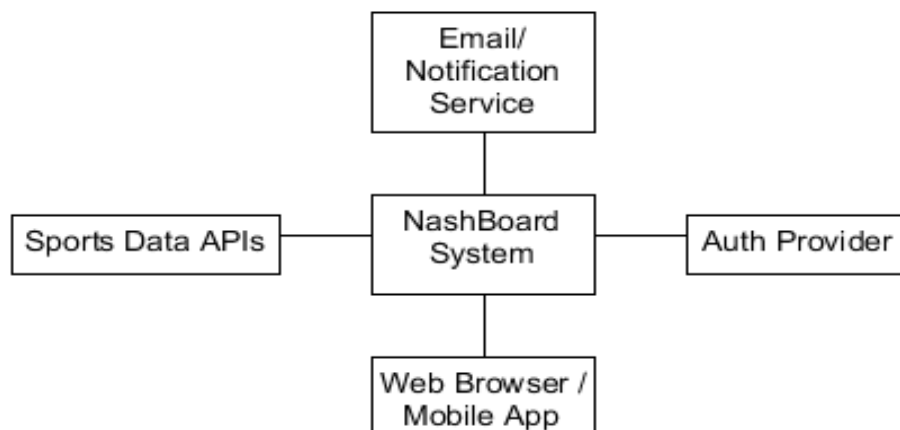 Email/
Notification
Service
Sports Data APIs
NashBoard
System
Auth Provider
Web Browser /
Mobile App